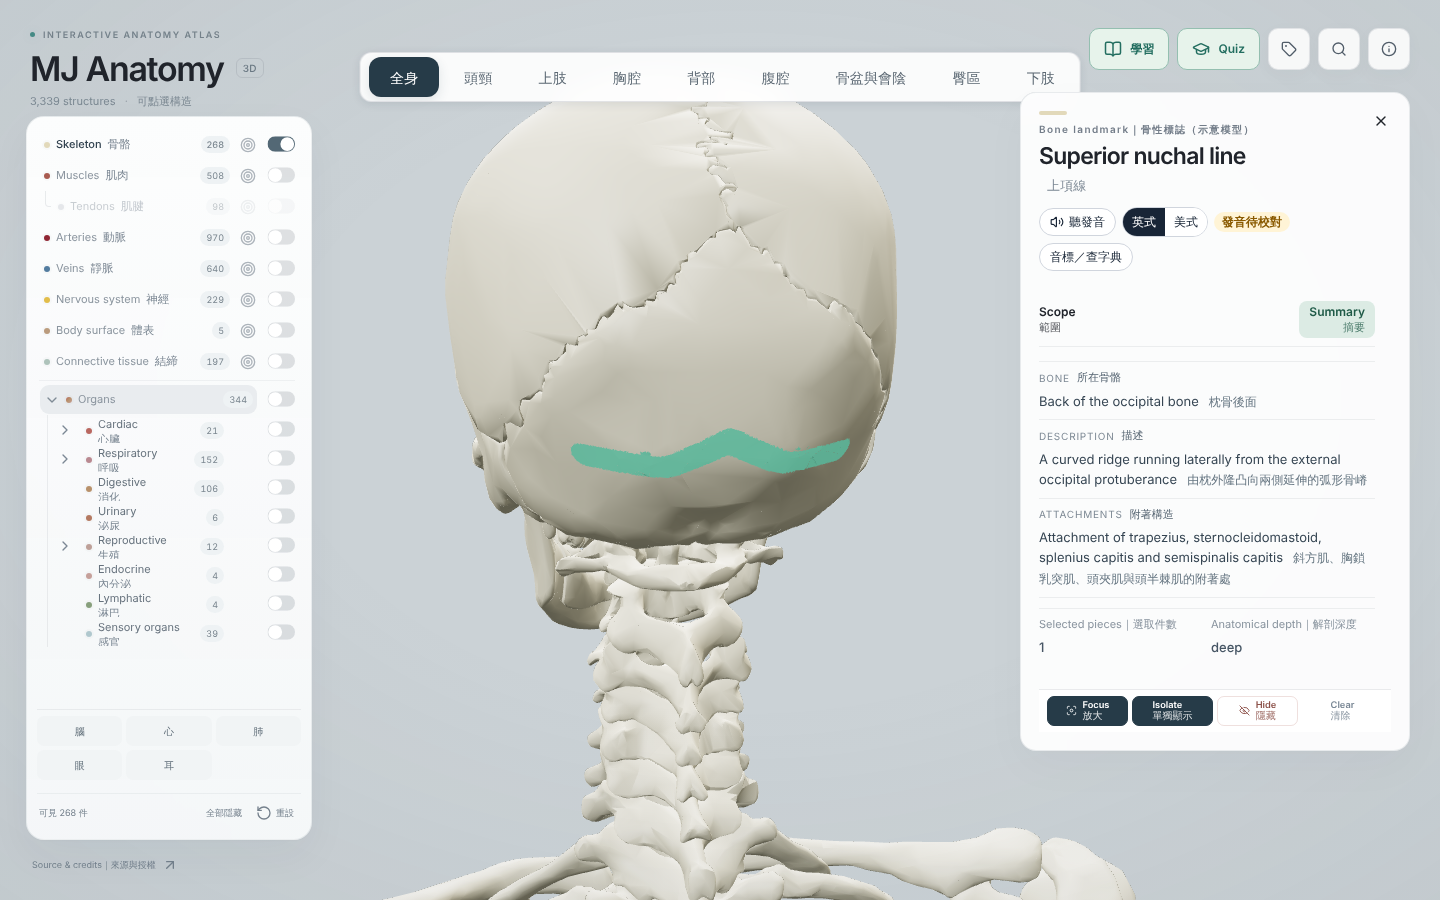 INTERACTIVE ANATOMY ATLAS
MJ Anatomy 3D
3,339 structures · 可點選構造
Skeleton 骨骼 268
Muscles 肌肉 508
Tendons 肌腱 98
Arteries 動脈 970
Veins 靜脈 640
Nervous system 神經 229
Body surface 體表 5
Connective tissue 結締 197
Organs 344
Cardiac 21
心臟
Respiratory 152
呼吸
Digestive 106
消化
Urinary 6
泌尿
Reproductive 12
生殖
Endocrine 4
內分泌
Lymphatic 4
淋巴
Sensory organs 39
感官
腦 心 肺
眼 耳
可見 268 件 全部隱藏 重設
Source & credits | 來源與授權
全身 頭頸 上肢 胸腔 背部 腹腔 骨盆與會陰 臀區 下肢
學習 Quiz
Bone landmark | 骨性標誌（示意模型）
Superior nuchal line
上項線
聽發音 英式 美式 發音待校對
音標／查字典
Scope Summary
範圍 摘要
BONE 所在骨骼
Back of the occipital bone 枕骨後面
DESCRIPTION 描述
A curved ridge running laterally from the external
occipital protuberance 由枕外隆凸向兩側延伸的弧形骨嵴
ATTACHMENTS 附著構造
Attachment of trapezius, sternocleidomastoid,
splenius capitis and semispinalis capitis 斜方肌、胸鎖
乳突肌、頭夾肌與頭半棘肌的附著處
Selected pieces | 選取件數 Anatomical depth | 解剖深度
1 deep
Focus Isolate Hide Clear
放大 單獨顯示 隱藏 清除